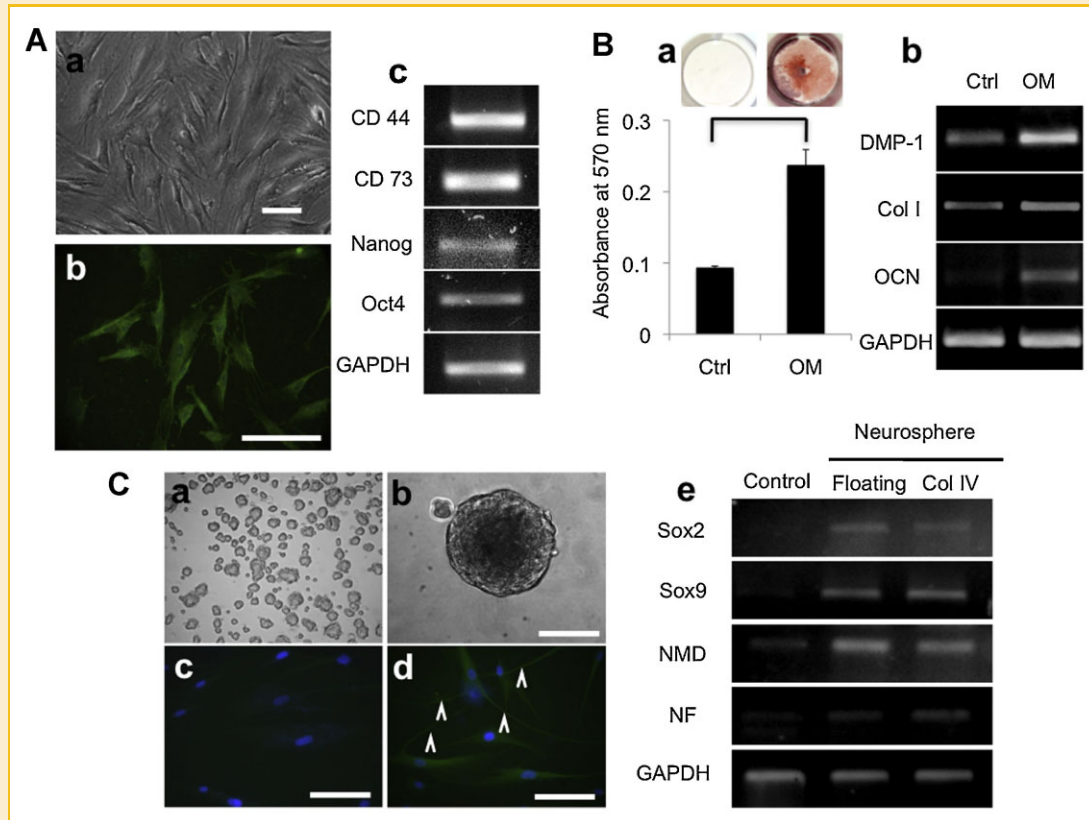 A
a
b
c
CD 44
CD 73
Nanog
Oct4
GAPDH
B
a
Absorbance at 570 nm
0.3
0.2
0.1
0
Ctrl
OM
b
Ctrl OM
DMP-1
Col I
OCN
GAPDH
C
a
b
c
d
e
Neurosphere
Control Floating Col IV
Sox2
Sox9
NMD
NF
GAPDH